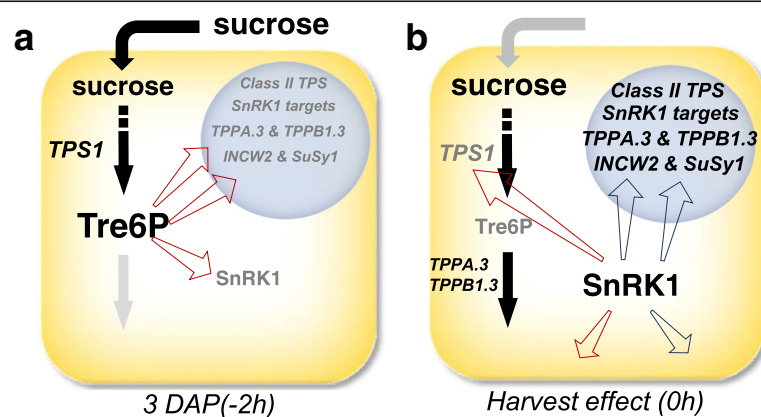 a
sucrose
sucrose
Class II TPS
SnRK1 targets
TPPA.3 & TPPB1.3
INCW2 & SuSy1
TPS1
Tre6P
SnRK1
3 DAP(-2h)
b
sucrose
Class II TPS
SnRK1 targets
TPPA.3 & TPPB1.3
INCW2 & SuSy1
TPS1
Tre6P
TPPA.3
TPPB1.3
SnRK1
Harvest effect (0h)